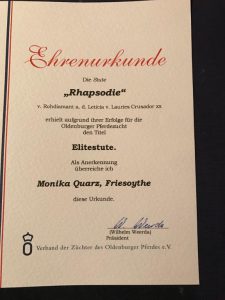 Ehrenurkunde
Die Stute
„Rhapsodie"
v. Rohdiamant a. d. Leticia v. Lauries Crusador xx
erhielt aufgrund ihrer Erfolge für die
Oldenburger Pferdezucht
den Titel
Elitestute.
Als Anerkennung
überreiche ich
Monika Quarz, Friesoythe
diese Urkunde.
(Wilhelm Weerda)
Präsident
Verband der Züchter des Oldenburger Pferdes e.V.